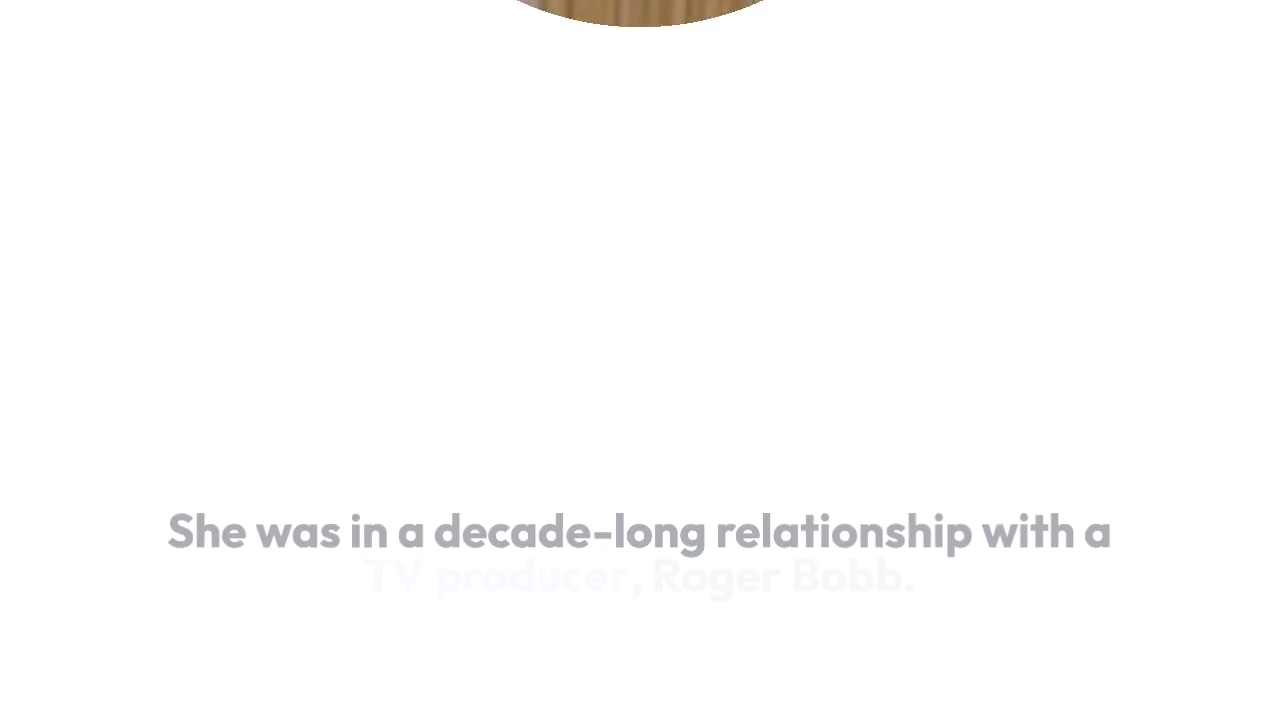 She was in a decade-long relationship with a
TV producer, Roger Bobb.